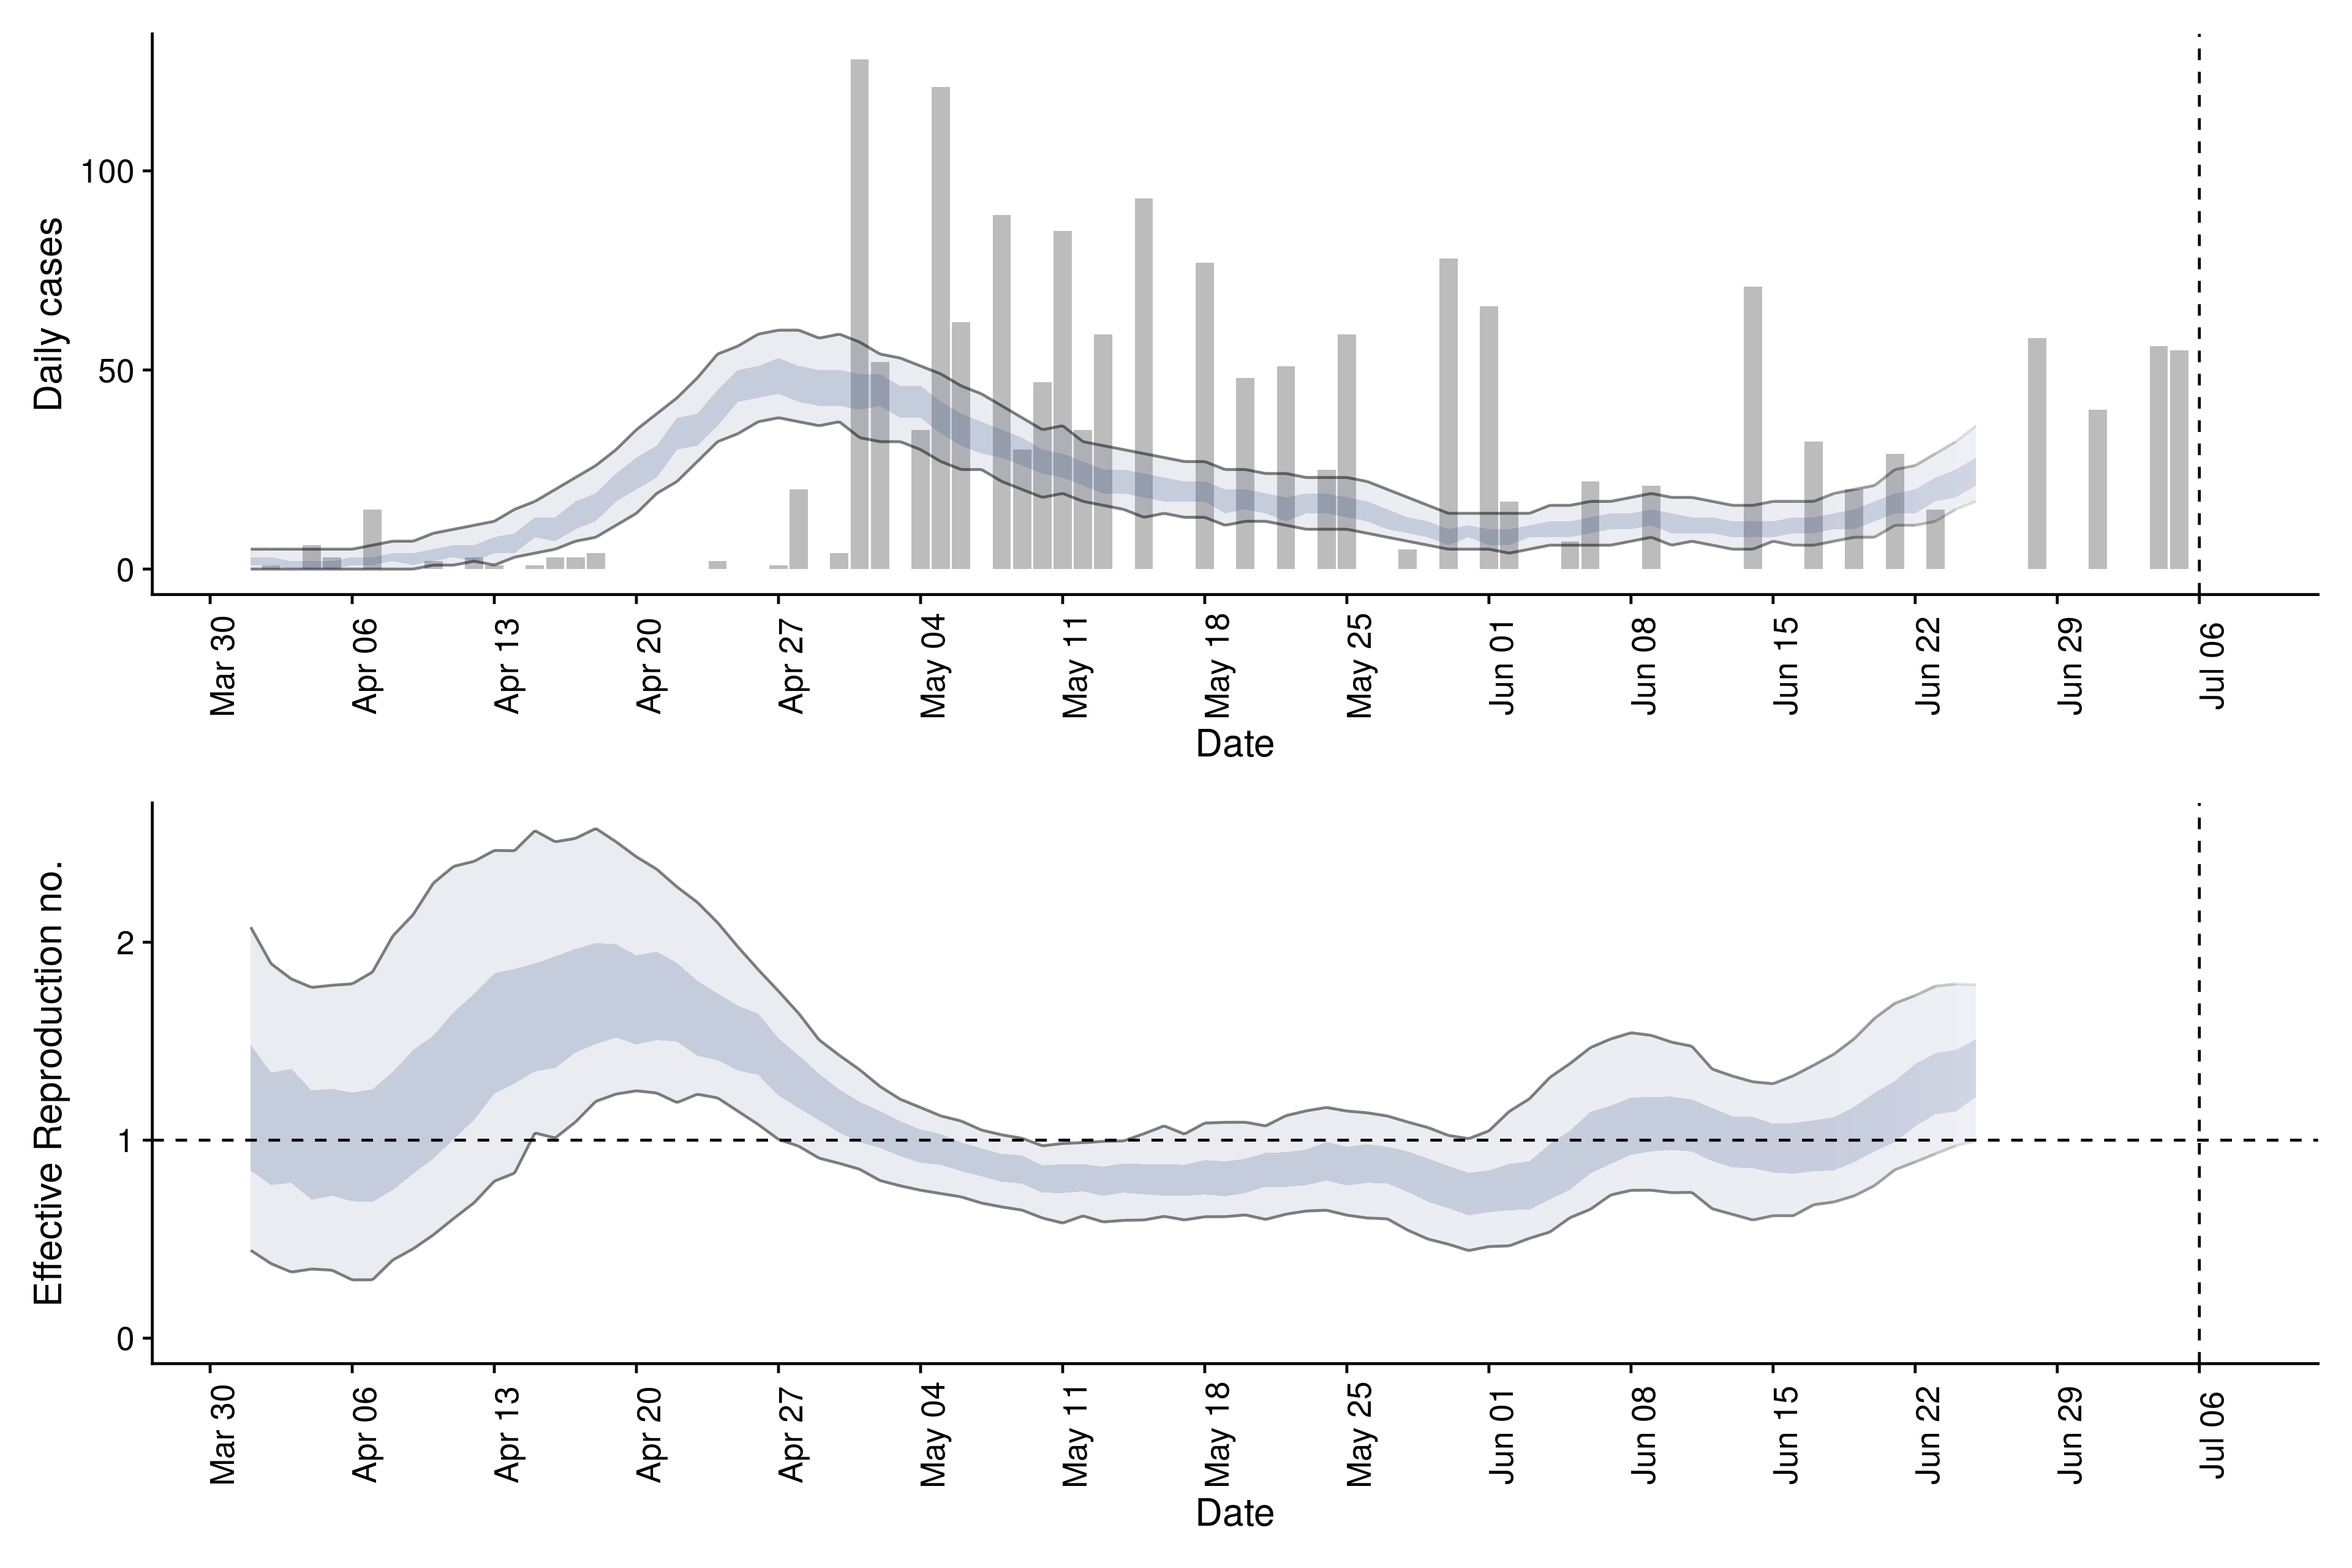 Daily cases
100
50
0
Mar 30
Apr 06
Apr 13
Apr 20
Apr 27
May 04
May 11
May 18
May 25
Jun 01
Jun 08
Jun 15
Jun 22
Jun 29
Jul 06
Date
Effective Reproduction no.
2
1
0
Mar 30
Apr 06
Apr 13
Apr 20
Apr 27
May 04
May 11
May 18
May 25
Jun 01
Jun 08
Jun 15
Jun 22
Jun 29
Jul 06
Date